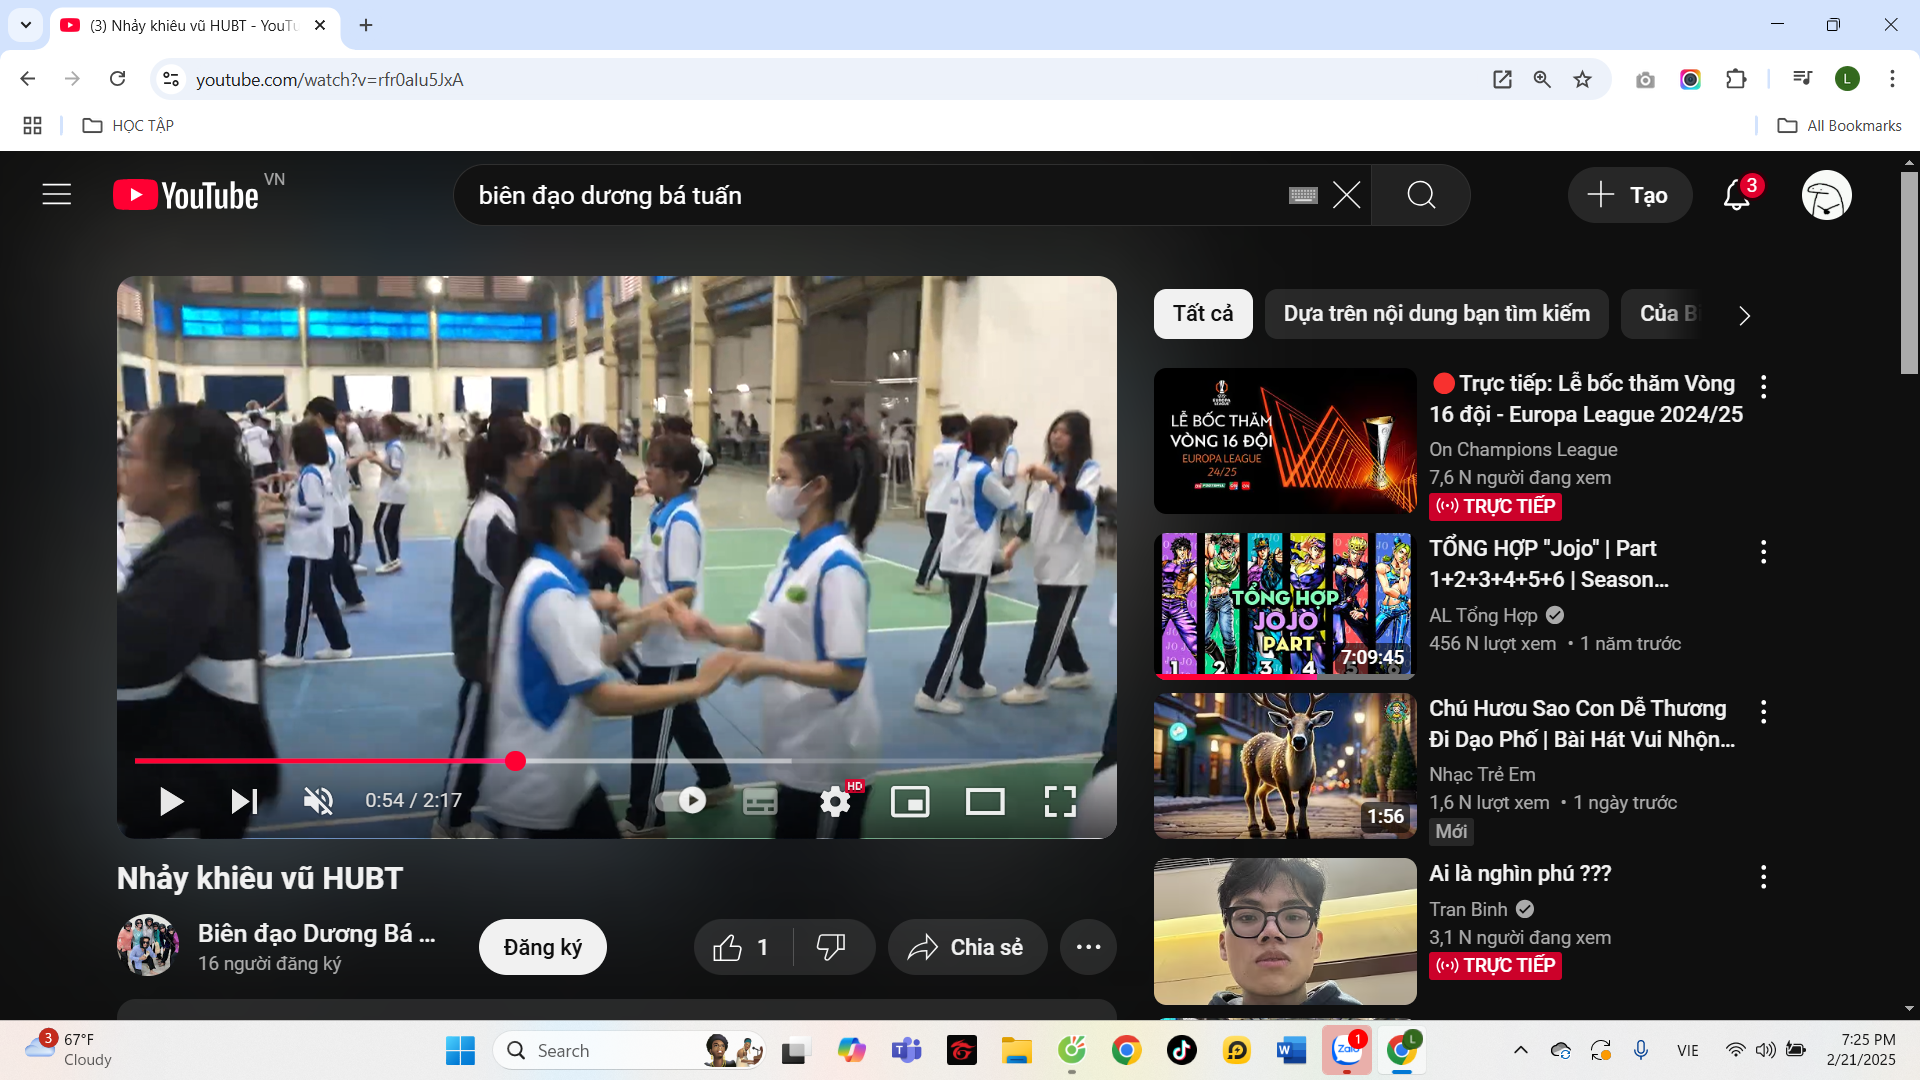 (3) Nhảy khiêu vũ HUBT - YouTu
youtube.com/watch?v=rfr0aIu5JxA
HỌC TẬP
All Bookmarks
YouTube VN
biên đạo dương bá tuấn
Tạo
3
Tất cả
Dựa trên nội dung bạn tìm kiếm
Của Bi
LỄ BỐC THĂM
VÒNG 16 ĐỘI
EUROPA LEAGUE
24/25
🔴Trực tiếp: Lễ bốc thăm Vòng
16 đội - Europa League 2024/25
On Champions League
7,6 N người đang xem
TRỰC TIẾP
TỔNG HỢP
JOJO
PART
1 2 3 4 5 6
7:09:45
TỔNG HỢP "Jojo" | Part
1+2+3+4+5+6 | Season...
AL Tổng Hợp
456 N lượt xem • 1 năm trước
1:56
Chú Hươu Sao Con Dễ Thương
Đi Dạo Phố | Bài Hát Vui Nhộn...
Nhạc Trẻ Em
1,6 N lượt xem • 1 ngày trước
Mới
Ai là nghìn phú ???
Tran Binh
3,1 N người đang xem
TRỰC TIẾP
0:54 / 2:17
HD
Nhảy khiêu vũ HUBT
Biên đạo Dương Bá ...
16 người đăng ký
Đăng ký
1
Chia sẻ
3
67°F
Cloudy
Search
Zalo
1
L
VIE
7:25 PM
2/21/2025